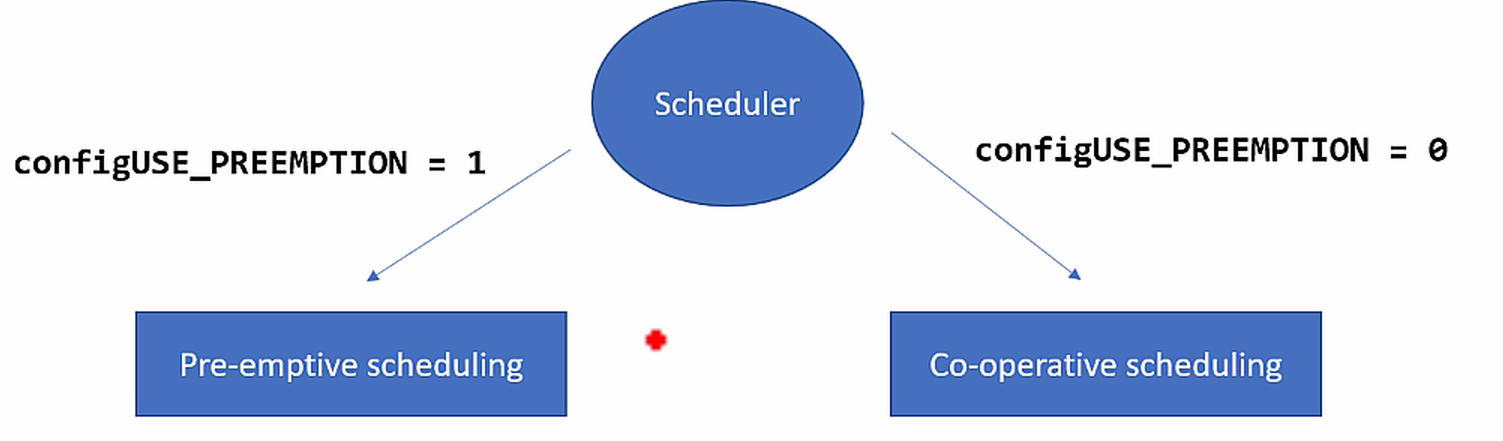 Scheduler
configUSE_PREEMPTION = 1
configUSE_PREEMPTION = 0
Pre-emptive scheduling
Co-operative scheduling